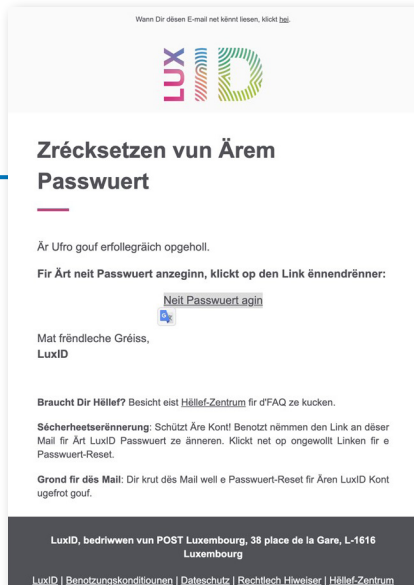 Wann Dir dësen E-mail net kënnt liesen, klickt hei.
LUX ID
Zrécksetzen vun Ärem
Passwuert
Är Ufro gouf erfollegräich opgeholl.
Fir Ärt neit Passwuert anzeginn, klickt op den Link ënnendrënner:
Neit Passwuert agin
Mat frëndleche Gréiss,
LuxID
Braucht Dir Hëllef? Besicht eist Hëllef-Zentrum fir d'FAQ ze kucken.
Sécherheetserënnerung: Schützt Äre Kont! Benotzt nëmmen den Link an dëser
Mail fir Ärt LuxID Passwuert ze änneren. Klickt net op ongewollt Linken fir e
Passwuert-Reset.
Grond fir dës Mail: Dir krut dës Mail well e Passwuert-Reset fir Ären LuxID Kont
ugefrot gouf.
LuxID, bedriwwen vun POST Luxembourg, 38 place de la Gare, L-1616
Luxembourg
LuxID | Benotzungskonditiounen | Dateschutz | Rechtlech Hiweiser | Hëllef-Zentrum